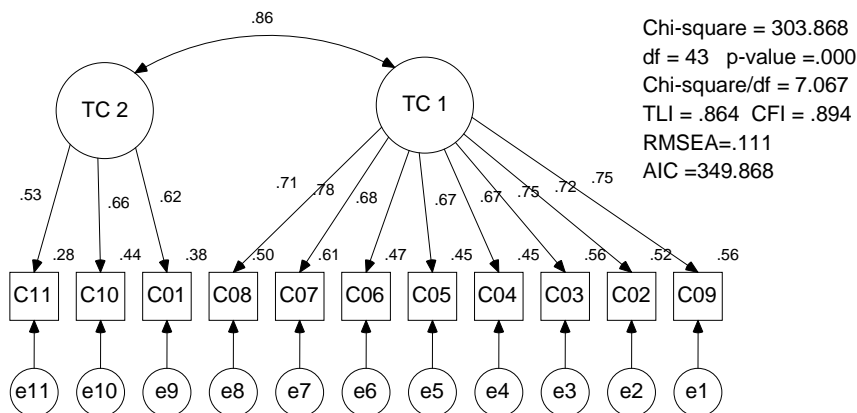 .86
Chi-square = 303.868
df = 43 p-value =.000
Chi-square/df = 7.067
TLI = .864 CFI = .894
RMSEA=.111
AIC =349.868
TC 2
TC 1
.53
.66
.62
.71
.78
.68
.67
.67
.75
.72
.75
.28
.44
.38
.50
.61
.47
.45
.45
.56
.52
.56
C11 C10 C01 C08 C07 C06 C05 C04 C03 C02 C09
e11 e10 e9 e8 e7 e6 e5 e4 e3 e2 e1